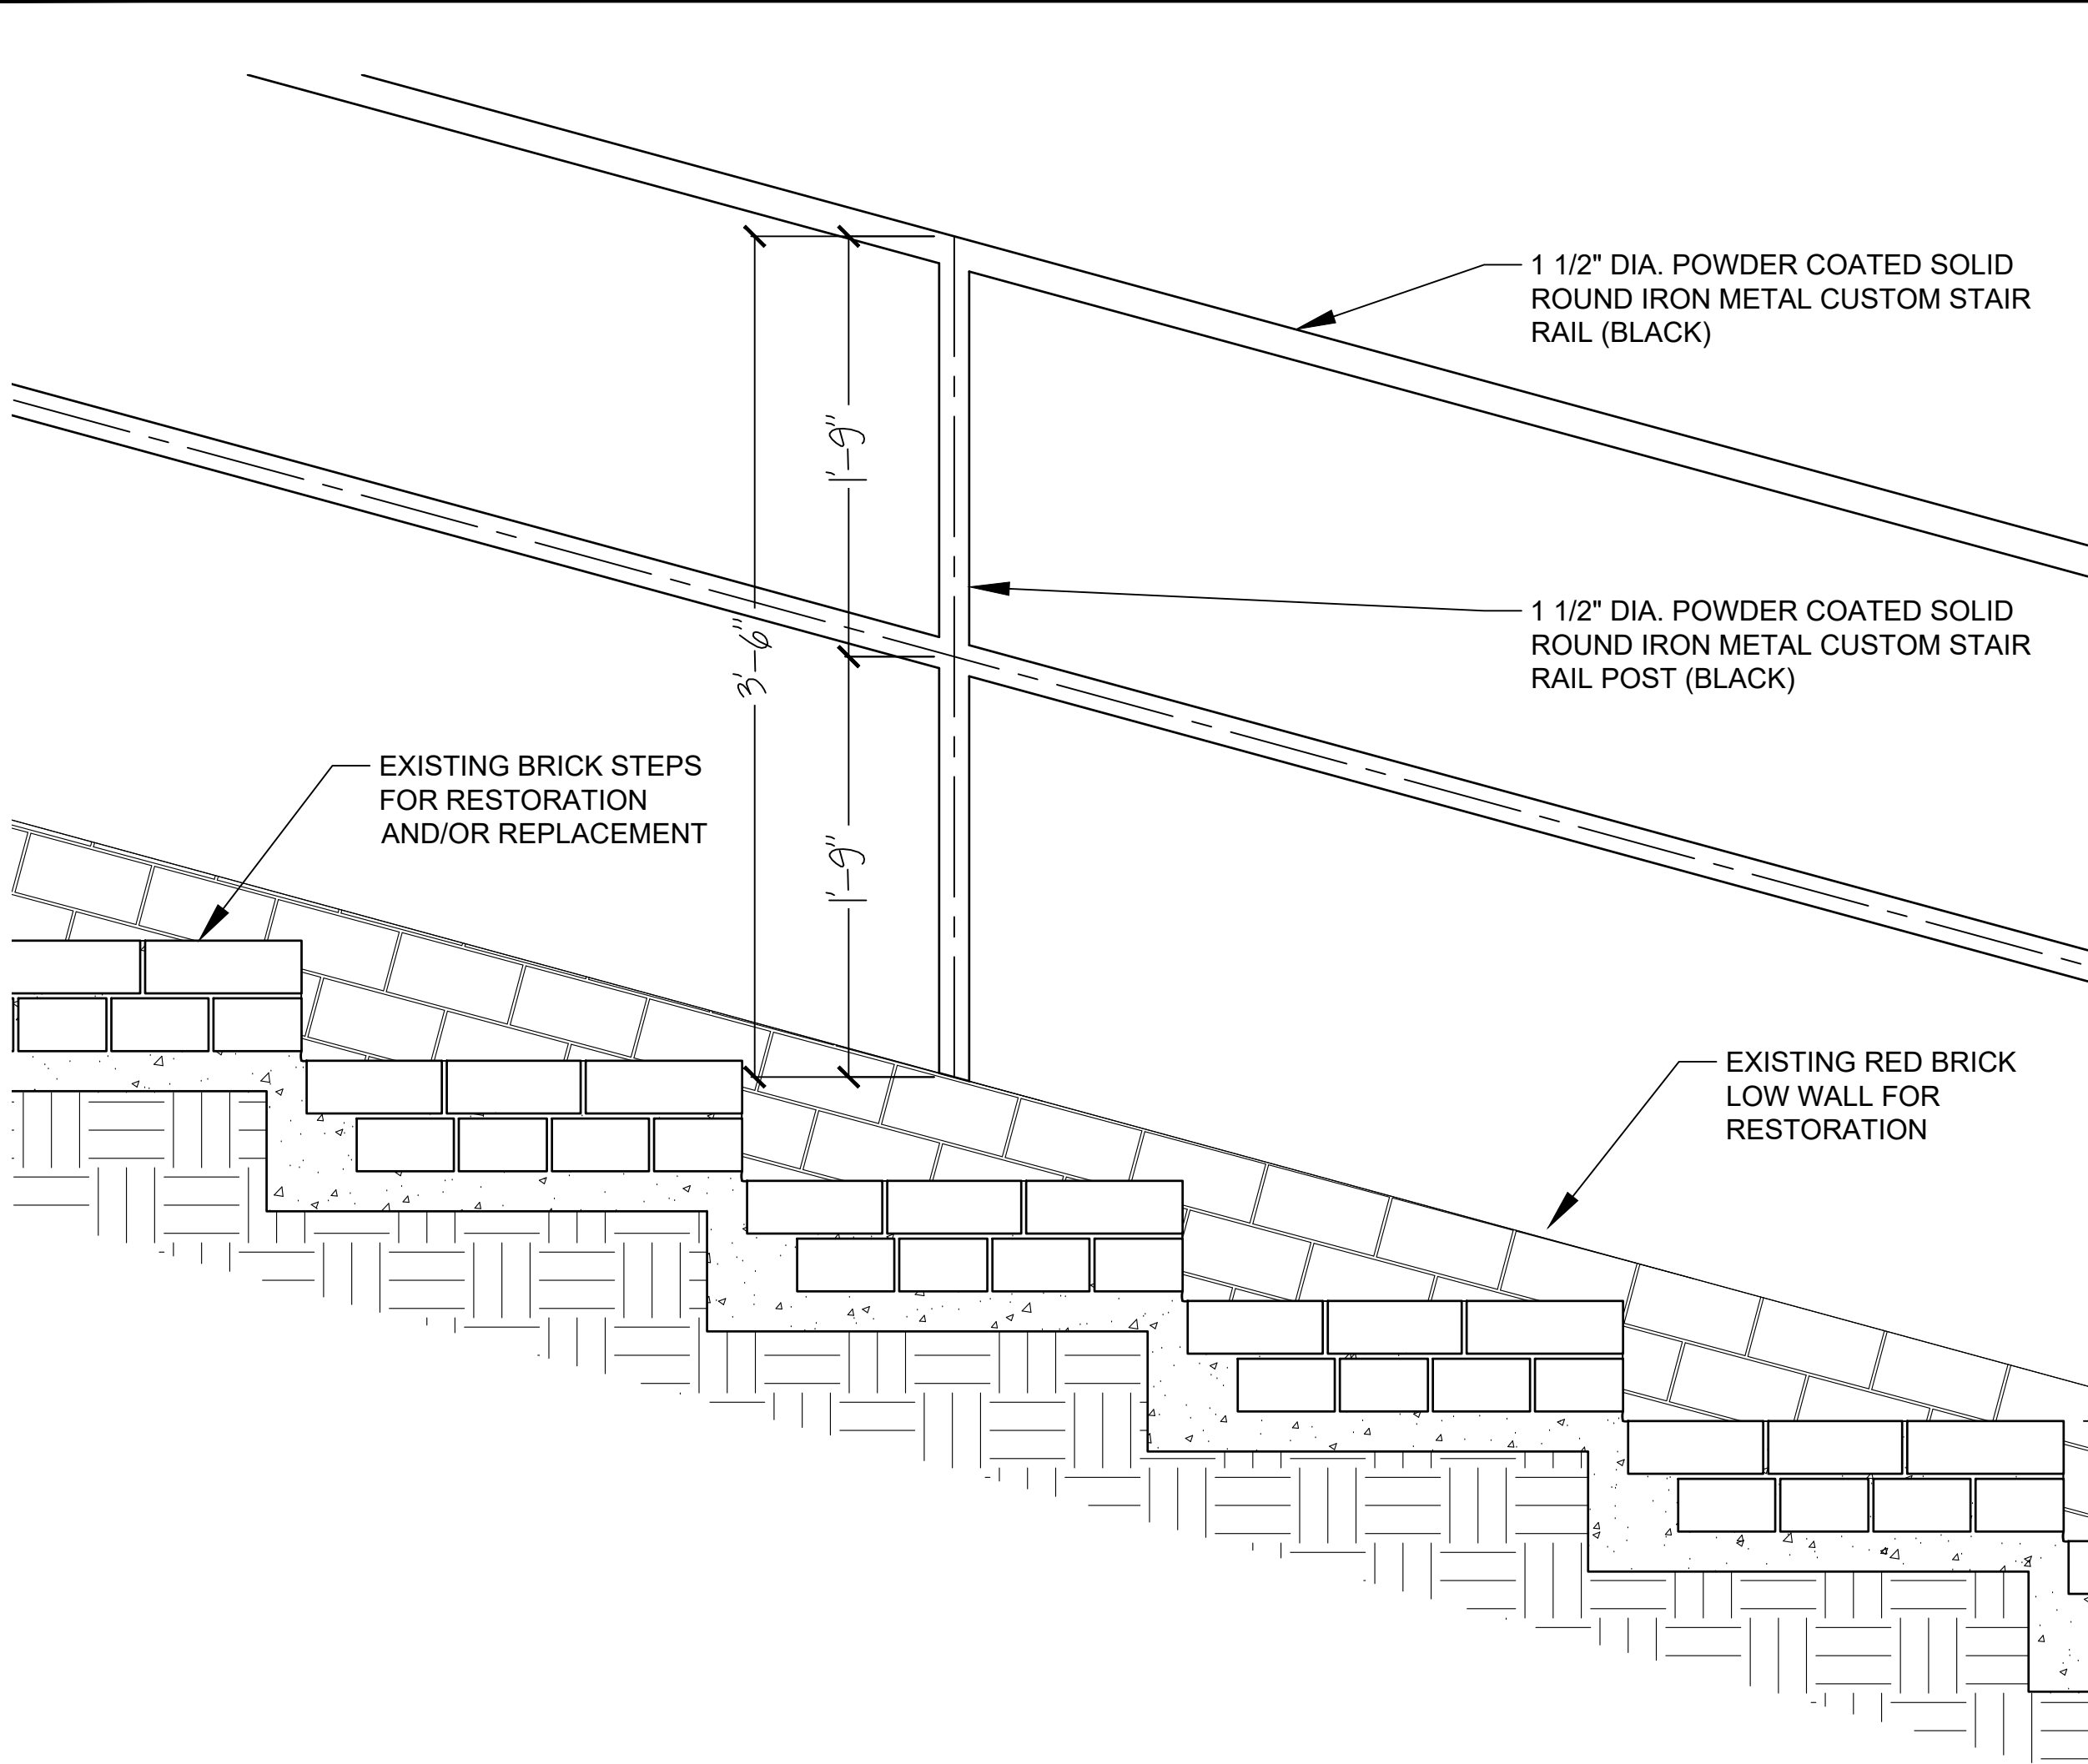 1 1/2" DIA. POWDER COATED SOLID
ROUND IRON METAL CUSTOM STAIR
RAIL (BLACK)
1'-9"
3'-6"
1 1/2" DIA. POWDER COATED SOLID
ROUND IRON METAL CUSTOM STAIR
RAIL POST (BLACK)
EXISTING BRICK STEPS
FOR RESTORATION
AND/OR REPLACEMENT
1'-9"
EXISTING RED BRICK
LOW WALL FOR
RESTORATION